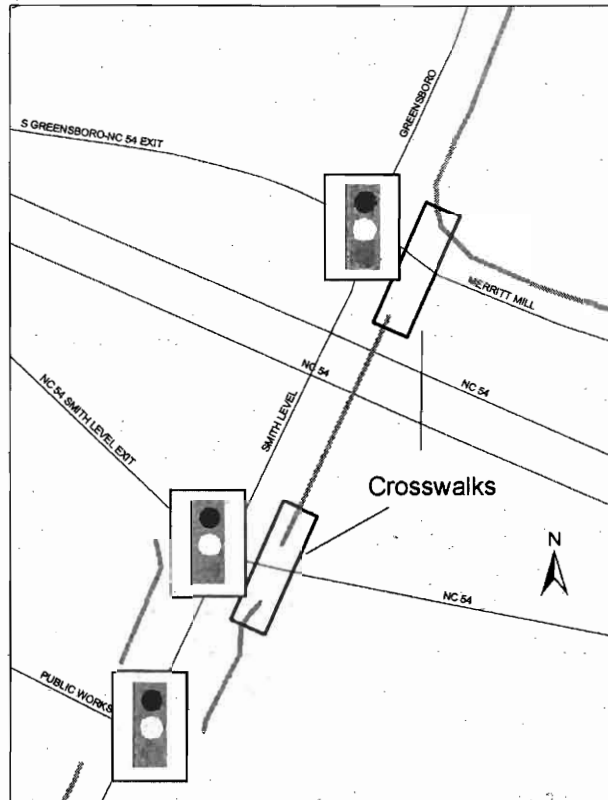 GREENSBORO
S GREENSBORO-NC 54 EXIT
MERRITT MILL
NC 54
NC 54
SMITH LEVEL
NC 54 SMITH LEVEL EXIT
Crosswalks
N
NC 54
PUBLIC WORKS